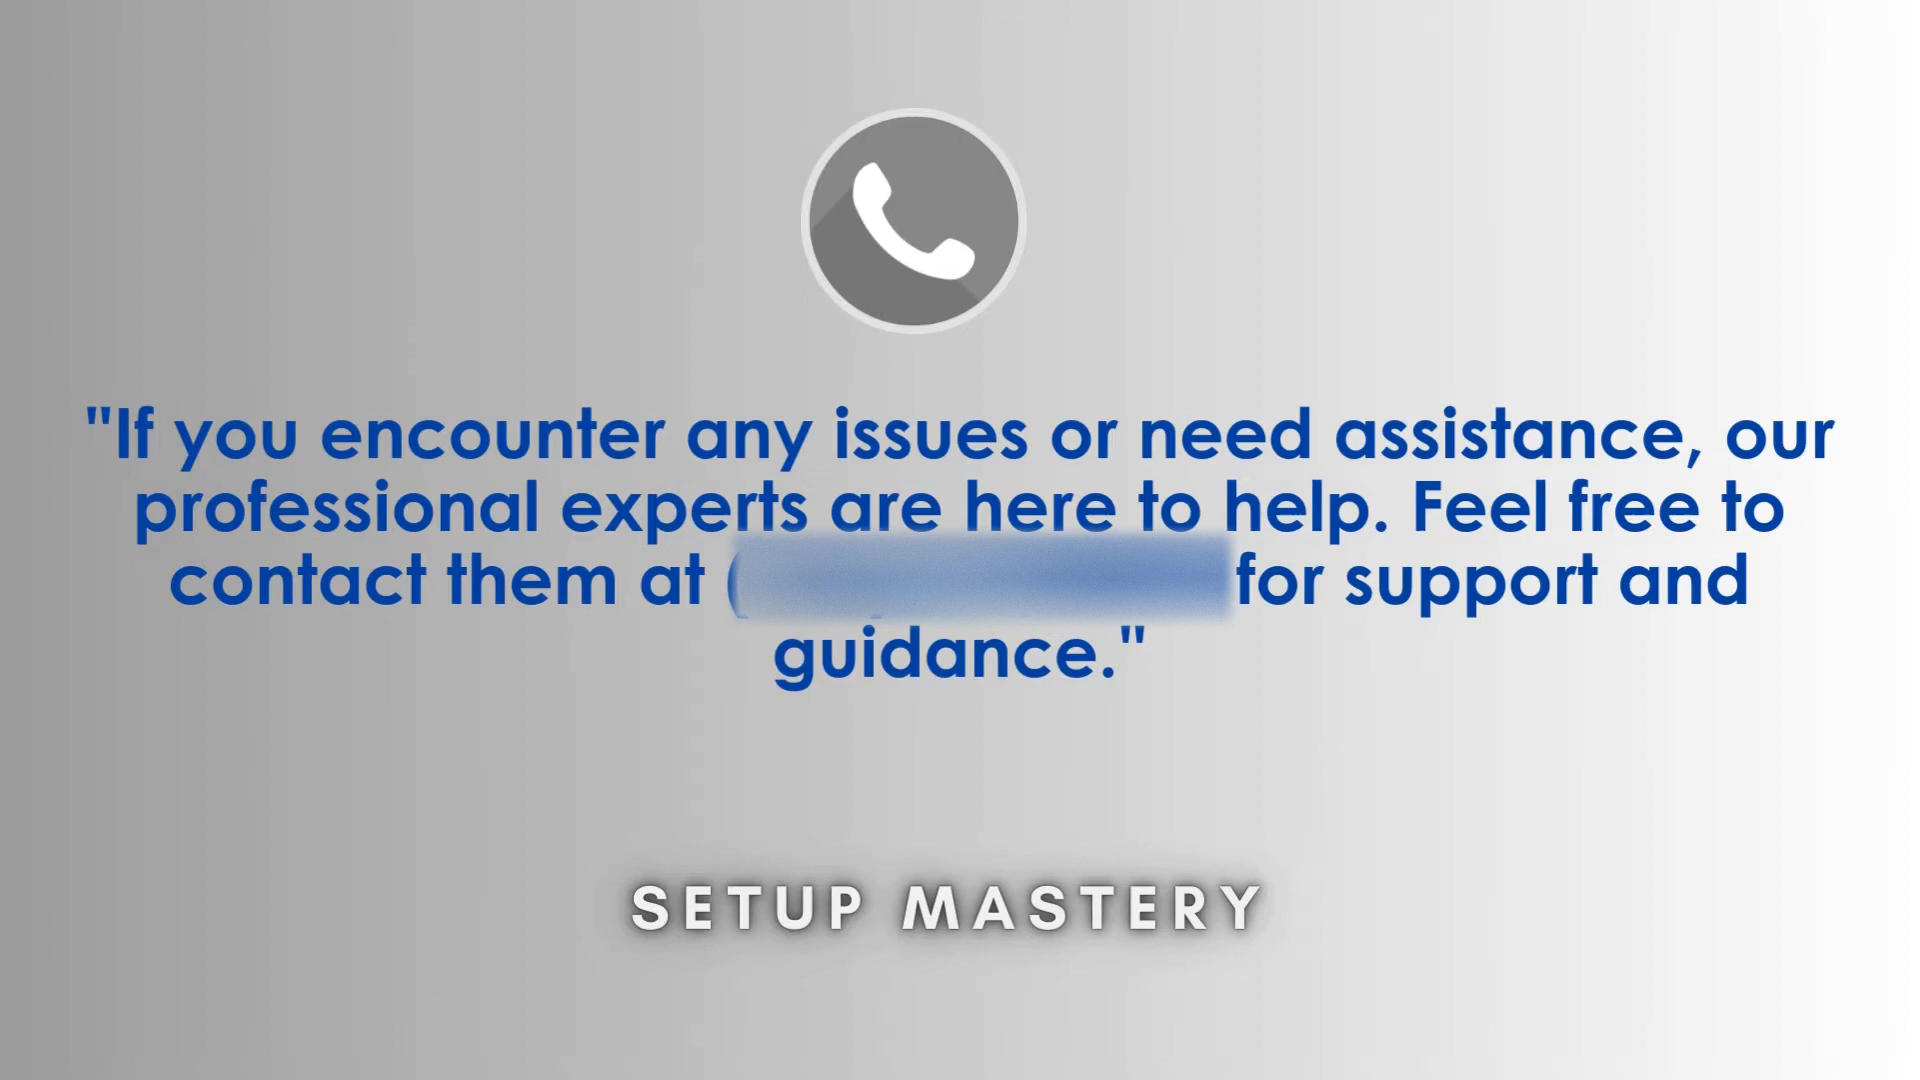 "If you encounter any issues or need assistance, our
professional experts are here to help. Feel free to
contact them at ( for support and
guidance."
SETUP MASTERY